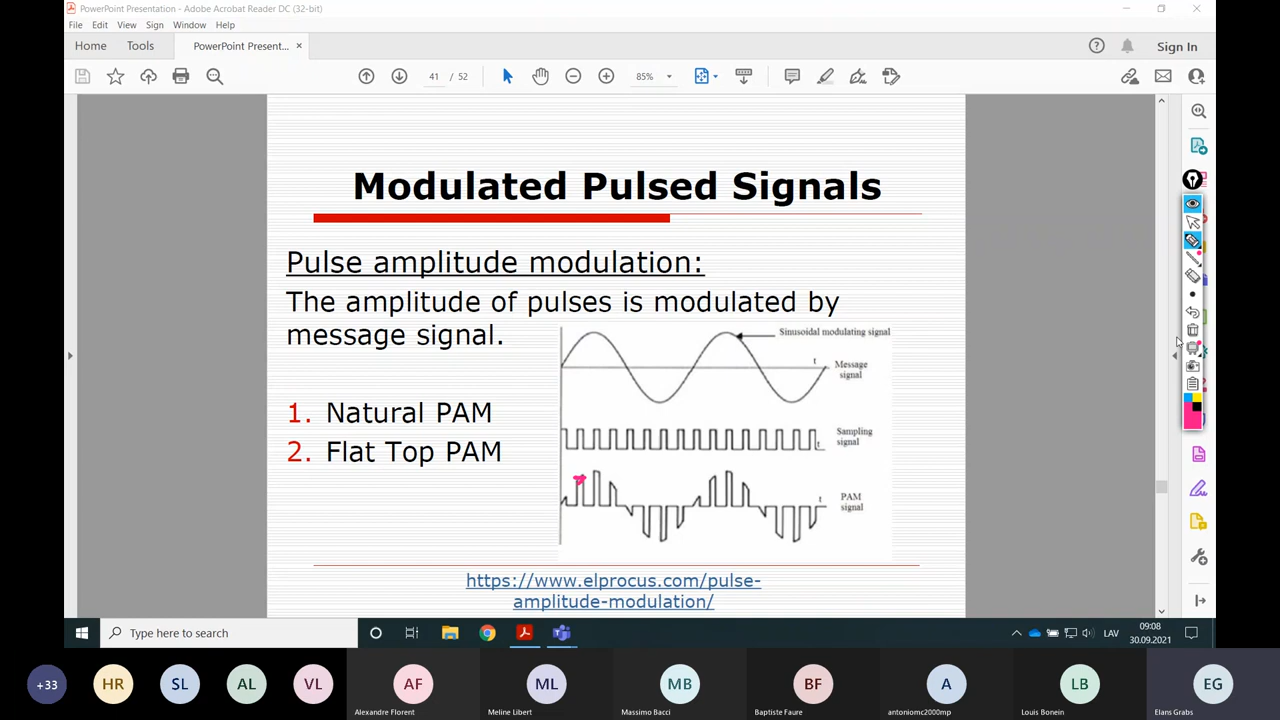 PowerPoint Presentation - Adobe Acrobat Reader DC (32-bit)
File Edit View Sign Window Help
Home Tools PowerPoint Present... ×
Sign In
41 / 52
85%
Modulated Pulsed Signals
Pulse amplitude modulation:
The amplitude of pulses is modulated by
message signal.
Sinusoidal modulating signal
t
Message
signal
1. Natural PAM
Sampling
signal
t
2. Flat Top PAM
t
PAM
signal
https://www.elprocus.com/pulse-
amplitude-modulation/
Type here to search
LAV
09:08
30.09.2021
+33 HR SL AL VL AF ML MB BF A LB EG
Alexandre Florent Meline Libert Massimo Bacci Baptiste Faure antoniomc2000mp Louis Bonein Elans Grabs